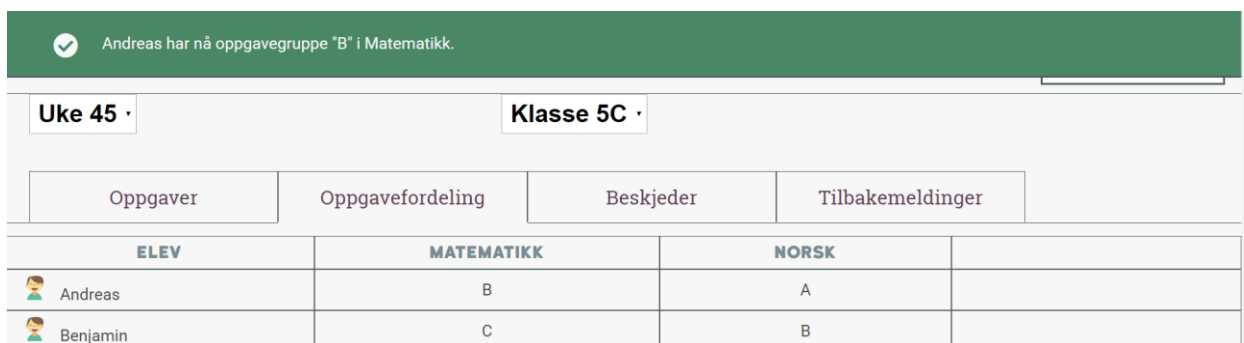 Andreas har nå oppgavegruppe "B" i Matematikk.
Uke 45 Klasse 5C
Oppgaver Oppgavefordeling Beskjeder Tilbakemeldinger
ELEV MATEMATIKK NORSK
Andreas B A
Benjamin C B